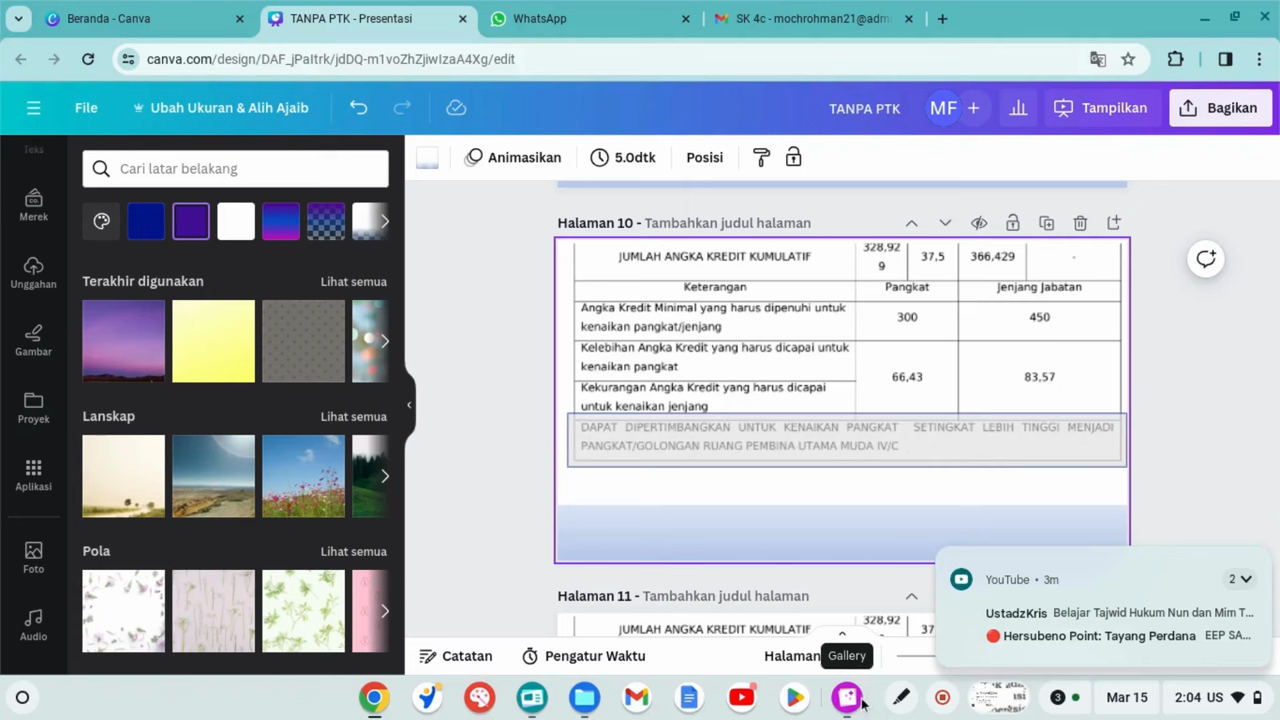 Beranda - Canva
TANPA PTK - Presentasi
WhatsApp
SK 4c - mochrohman21@adm
canva.com/design/DAF_jPaItrk/jdDQ-m1voZhZjiwIzaA4Xg/edit
File
Ubah Ukuran & Alih Ajaib
TANPA PTK
MF
Tampilkan
Bagikan
Teks
Merek
Unggahan
Gambar
Proyek
Aplikasi
Foto
Audio
Cari latar belakang
Terakhir digunakan
Lihat semua
Lanskap
Lihat semua
Pola
Lihat semua
Animasikan
5.0dtk
Posisi
Halaman 10 - Tambahkan judul halaman
JUMLAH ANGKA KREDIT KUMULATIF 328,929 37,5 366,429 -
Keterangan Pangkat Jenjang Jabatan
Angka Kredit Minimal yang harus dipenuhi untuk
kenaikan pangkat/jenjang
300 450
Kelebihan Angka Kredit yang harus dicapai untuk
kenaikan pangkat
66,43 83,57
Kekurangan Angka Kredit yang harus dicapai
untuk kenaikan jenjang
DAPAT DIPERTIMBANGKAN UNTUK KENAIKAN PANGKAT SETINGKAT LEBIH TINGGI MENJADI
PANGKAT/GOLONGAN RUANG PEMBINA UTAMA MUDA IV/C
Halaman 11 - Tambahkan judul halaman
JUMLAH ANGKA KREDIT KUMULATIF 328,92 37
Catatan
Pengatur Waktu
Halaman
Gallery
YouTube • 3m
2
UstadzKris Belajar Tajwid Hukum Nun dan Mim T...
Hersubeno Point: Tayang Perdana EEP SA...
3
Mar 15
2:04 US